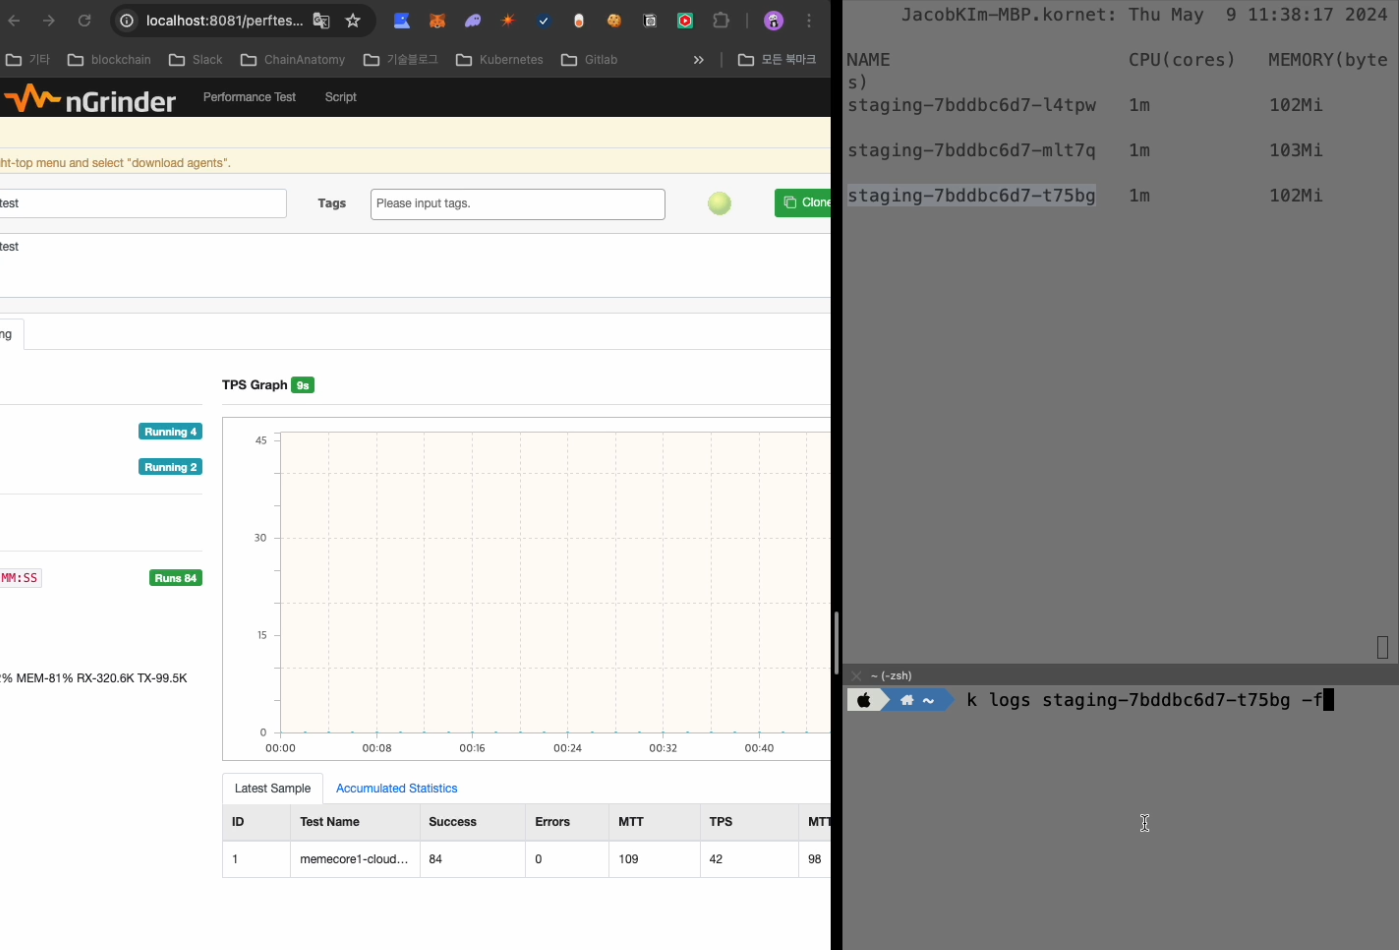 localhost:8081/perftes...
기타
blockchain
Slack
ChainAnatomy
기술블로그
Kubernetes
Gitlab
»
모든 북마크
nGrinder
Performance Test
Script
ht-top menu and select "download agents".
test
Tags
Please input tags.
Clone
test
ng
TPS Graph 9s
Running 4
Running 2
MM:SS
Runs 84
% MEM-81% RX-320.6K TX-99.5K
45
30
15
0
00:00 00:08 00:16 00:24 00:32 00:40
Latest Sample Accumulated Statistics
ID Test Name Success Errors MTT TPS MTT
1 memecore1-cloud... 84 0 109 42 98
JacobKIm-MBP.kornet: Thu May 9 11:38:17 2024
NAME CPU(cores) MEMORY(byte
s)
staging-7bddbc6d7-l4tpw 1m 102Mi
staging-7bddbc6d7-mlt7q 1m 103Mi
staging-7bddbc6d7-t75bg 1m 102Mi
~ (-zsh)
~ k logs staging-7bddbc6d7-t75bg -f